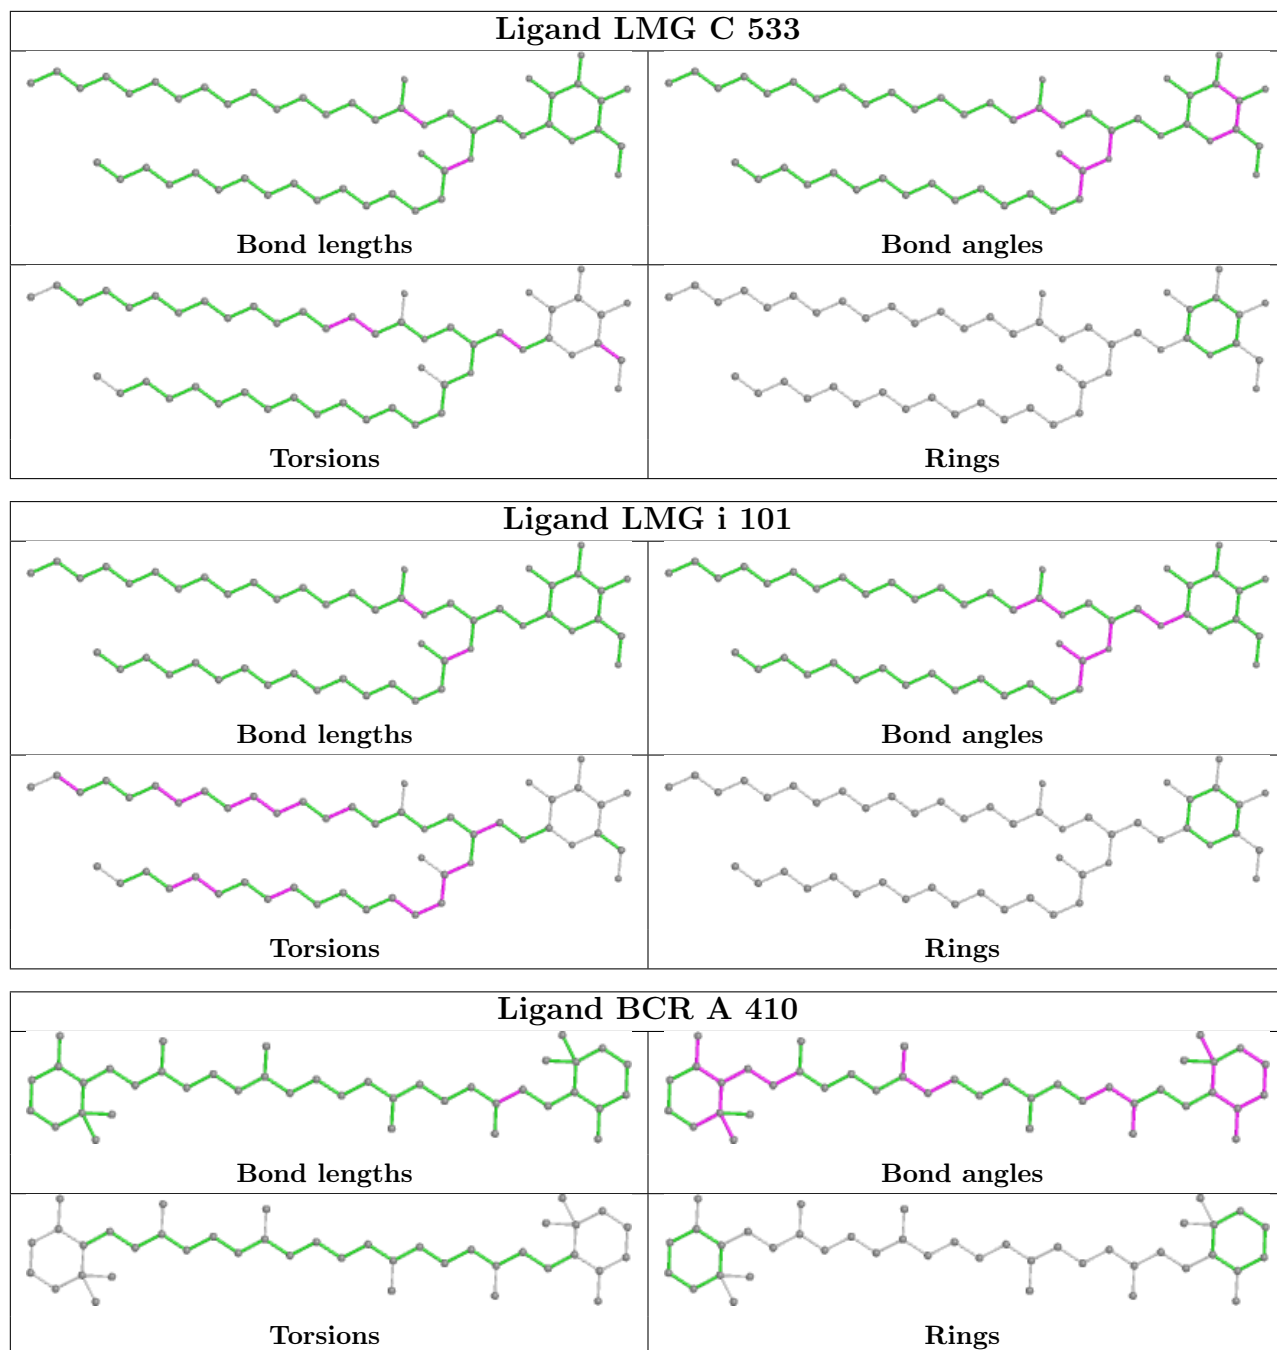 Ligand LMG C 533
Bond lengths
Bond angles
Torsions
Rings
Ligand LMG i 101
Bond lengths
Bond angles
Torsions
Rings
Ligand BCR A 410
Bond lengths
Bond angles
Torsions
Rings